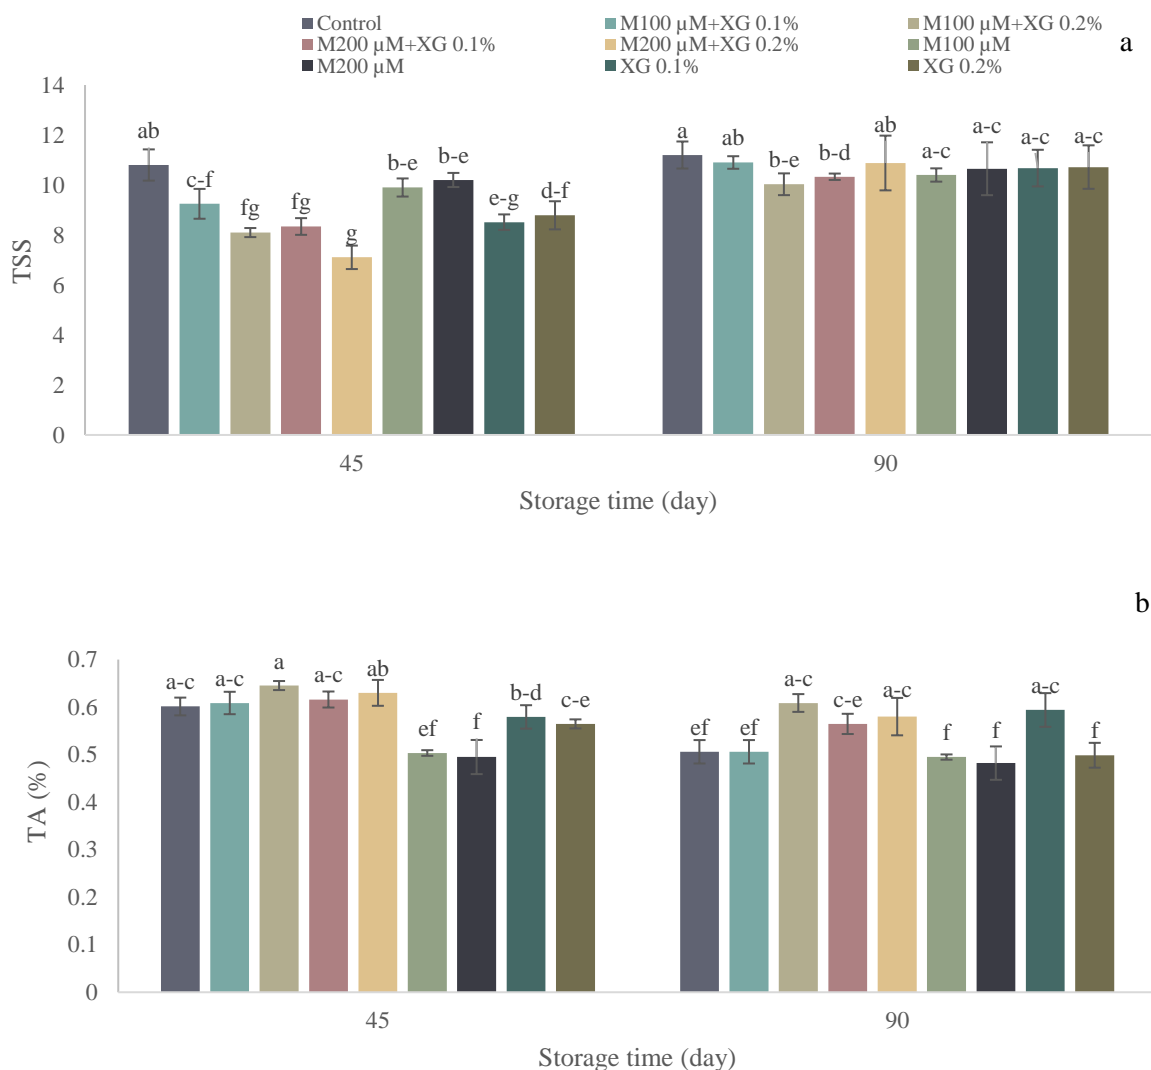 Control M100 µM+XG 0.1% M100 µM+XG 0.2%
M200 µM+XG 0.1% M200 µM+XG 0.2% M100 µM
M200 µM XG 0.1% XG 0.2%
a
14
12
10
8
6
4
2
0
TSS
ab c-f fg fg g b-e b-e e-g d-f
a ab b-e b-d ab a-c a-c a-c a-c
45 90
Storage time (day)
b
0.7
0.6
0.5
0.4
0.3
0.2
0.1
0
TA (%)
a-c a-c a a-c ab ef f b-d c-e
ef ef a-c c-e a-c f f a-c f
45 90
Storage time (day)